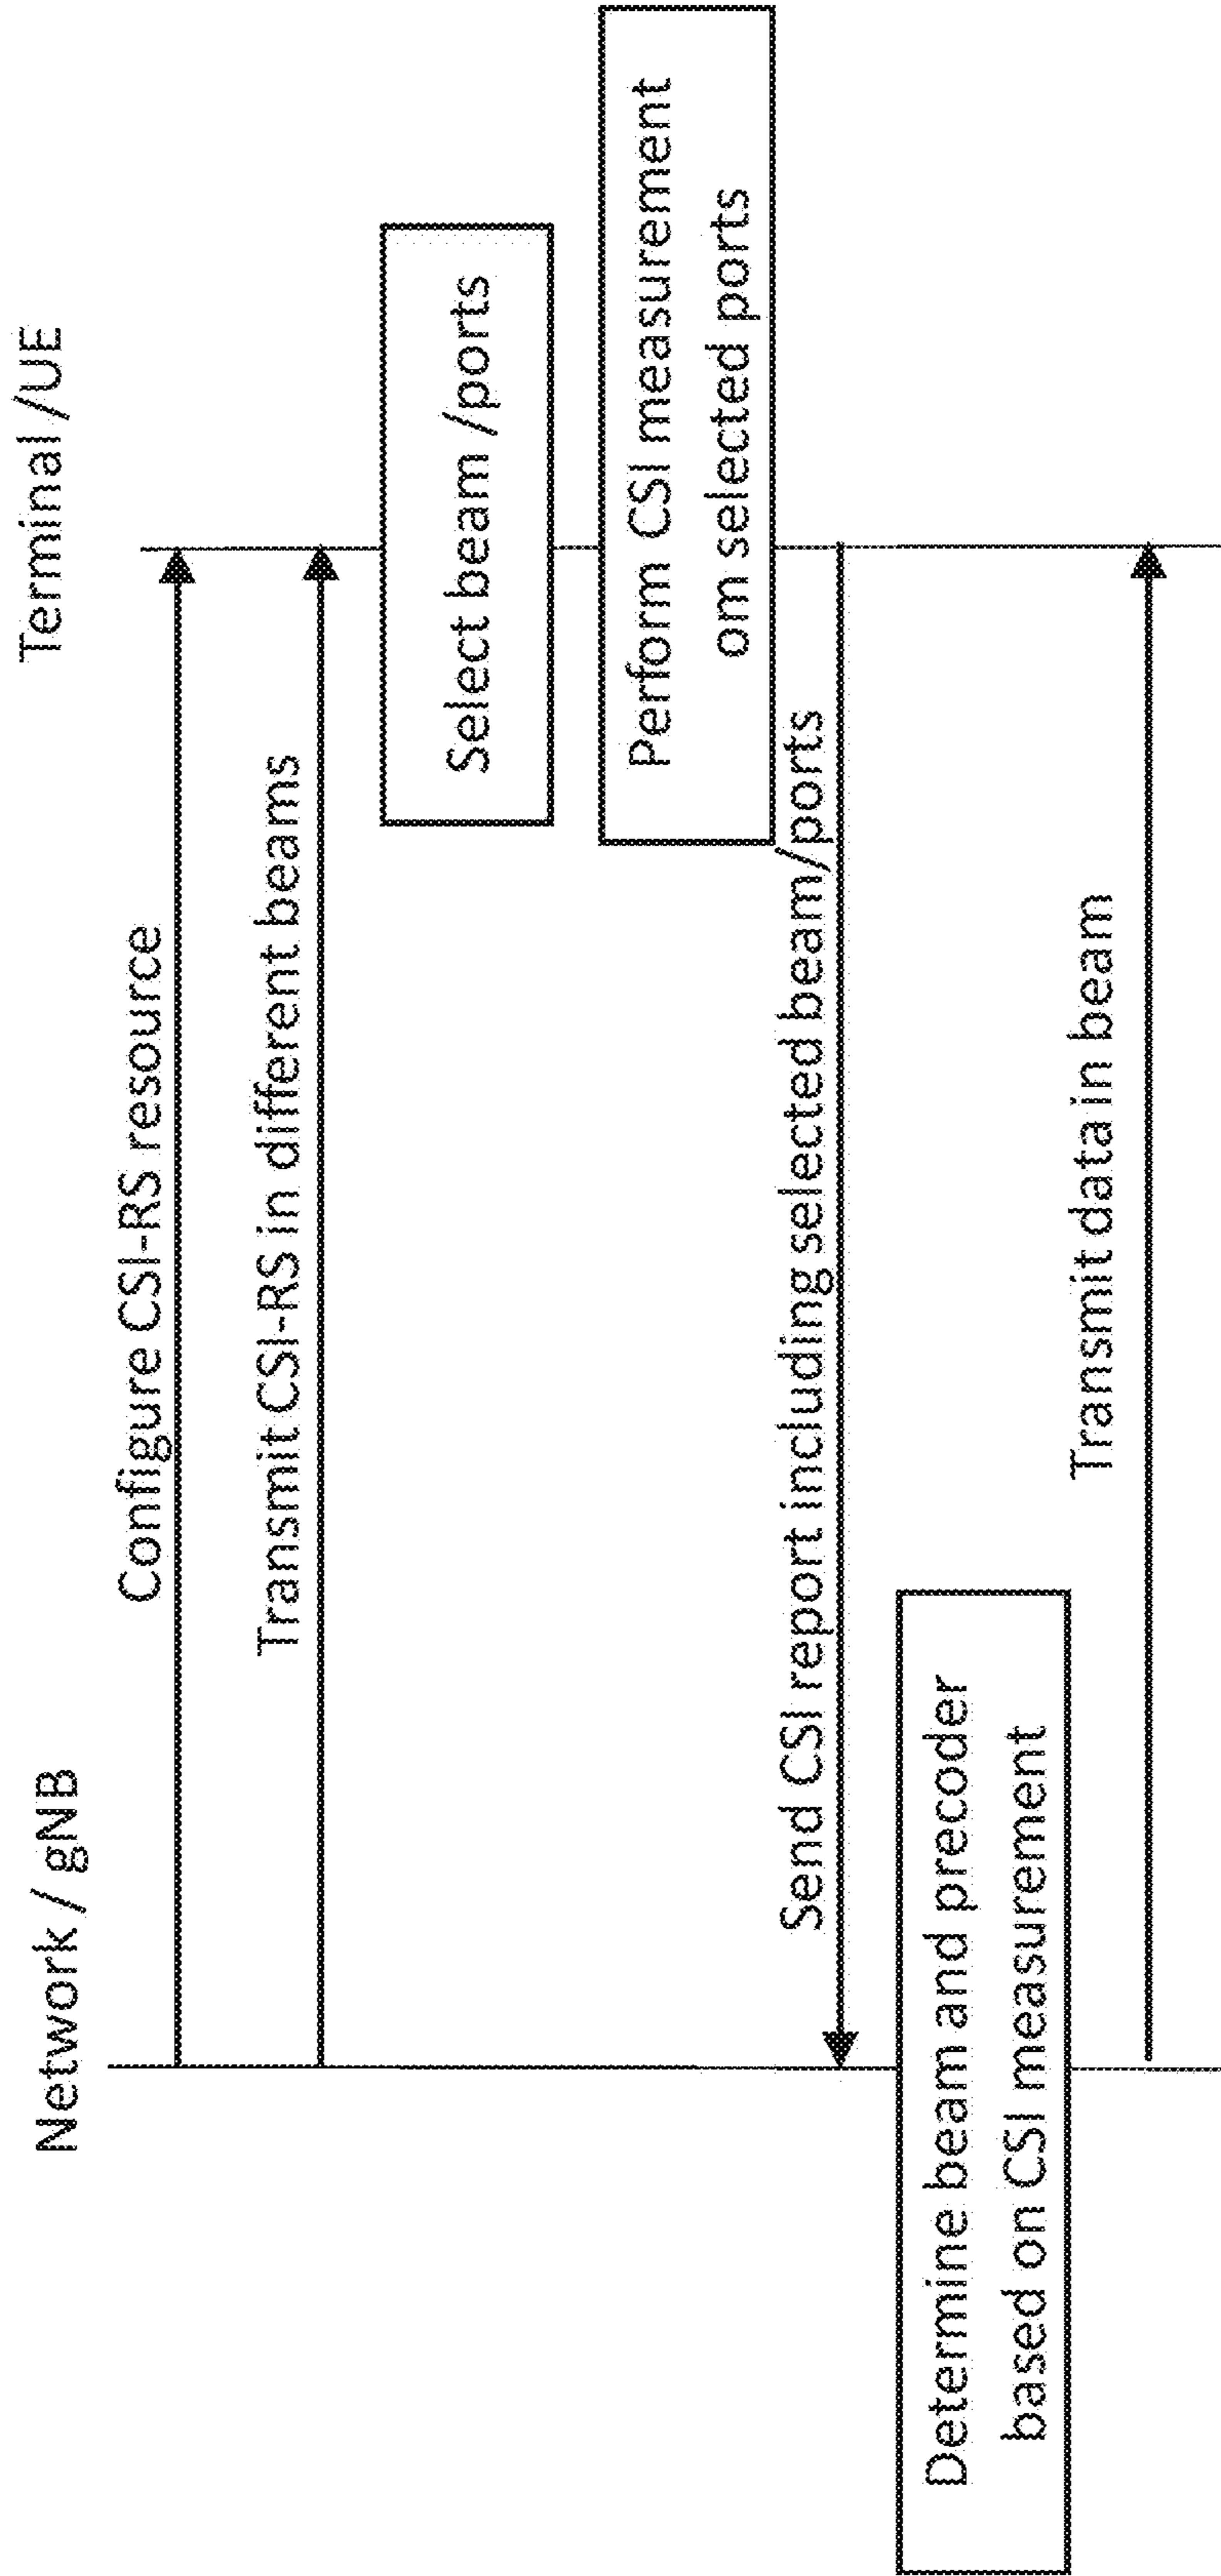 Network / gNB
Terminal /UE
Configure CSI-RS resource
Transmit CSI-RS in different beams
Select beam /ports
Perform CSI measurement
om selected ports
Send CSI report including selected beam/ports
Determine beam and precoder
based on CSI measurement
Transmit data in beam